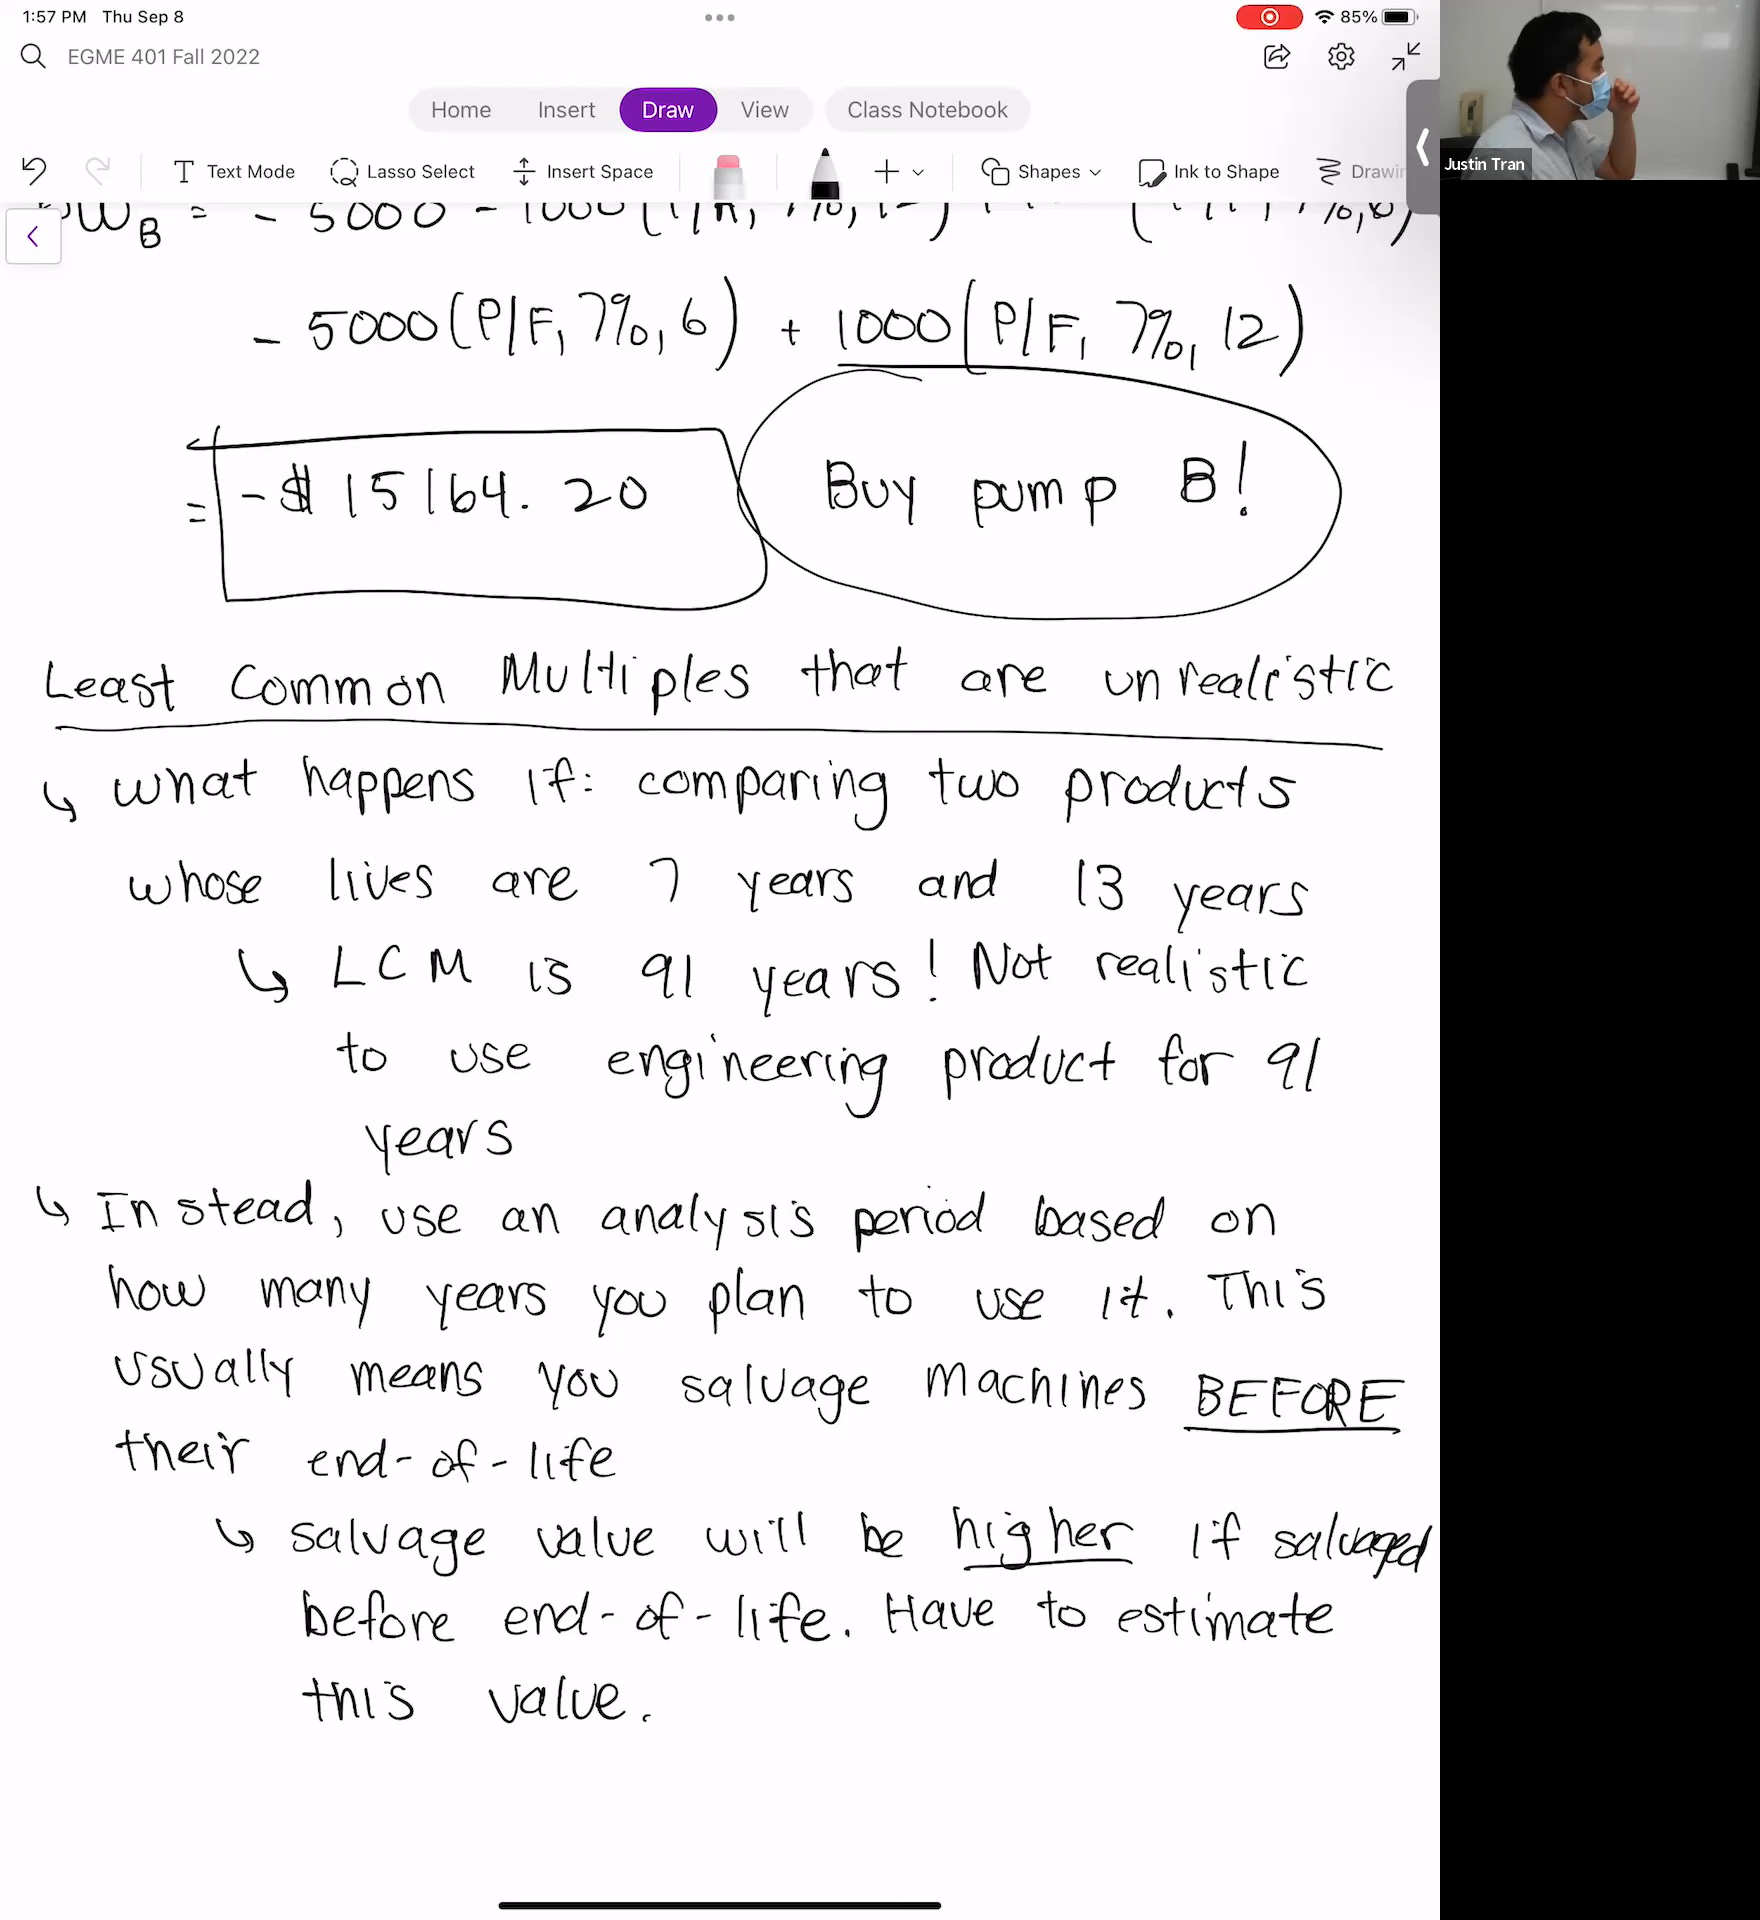 1:57 PM Thu Sep 8
85%
EGME 401 Fall 2022
Home Insert Draw View Class Notebook
Text Mode Lasso Select Insert Space Shapes Ink to Shape Drawi
Justin Tran
PW_B = - 5000 - 1000
- 5000(P/F, 7%, 6) + 1000(P/F, 7%, 12)
= -$15164.20
Buy pump B!
Least Common Multiples that are unrealistic
↳ what happens if: comparing two products
whose lives are 7 years and 13 years
↳ LCM is 91 years! Not realistic
to use engineering product for 91
years
↳ Instead, use an analysis period based on
how many years you plan to use it. This
usually means you salvage machines BEFORE
their end-of-life
↳ salvage value will be higher if salvaged
before end-of-life. Have to estimate
this value.